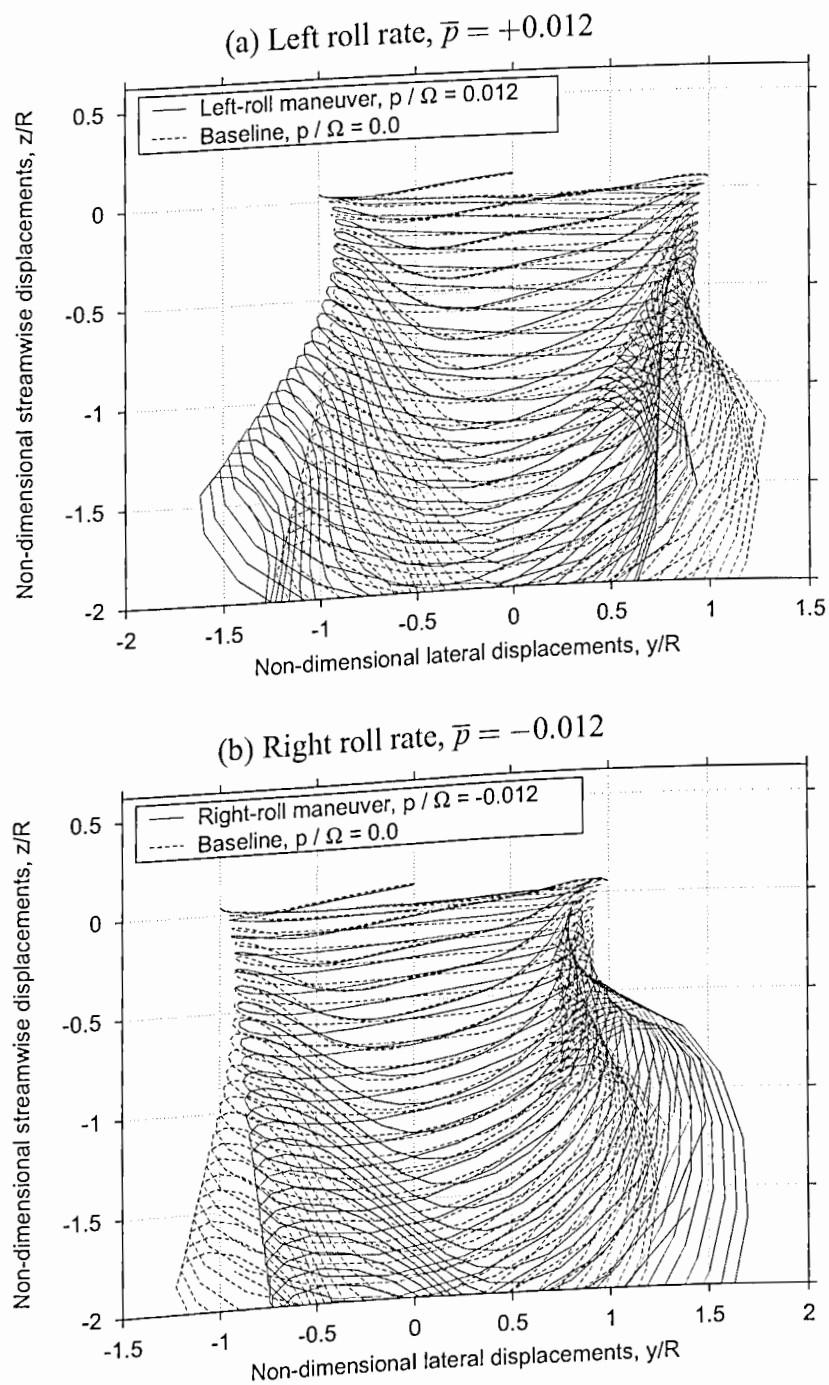 (a) Left roll rate, p̅ = +0.012
Left-roll maneuver, p / Ω = 0.012
Baseline, p / Ω = 0.0
Non-dimensional streamwise displacements, z/R
0.5
0
-0.5
-1
-1.5
-2
-2
-1.5
-1
-0.5
0
0.5
1
1.5
Non-dimensional lateral displacements, y/R
(b) Right roll rate, p̅ = −0.012
Right-roll maneuver, p / Ω = -0.012
Baseline, p / Ω = 0.0
Non-dimensional streamwise displacements, z/R
0.5
0
-0.5
-1
-1.5
-2
-1.5
-1
-0.5
0
0.5
1
1.5
2
Non-dimensional lateral displacements, y/R